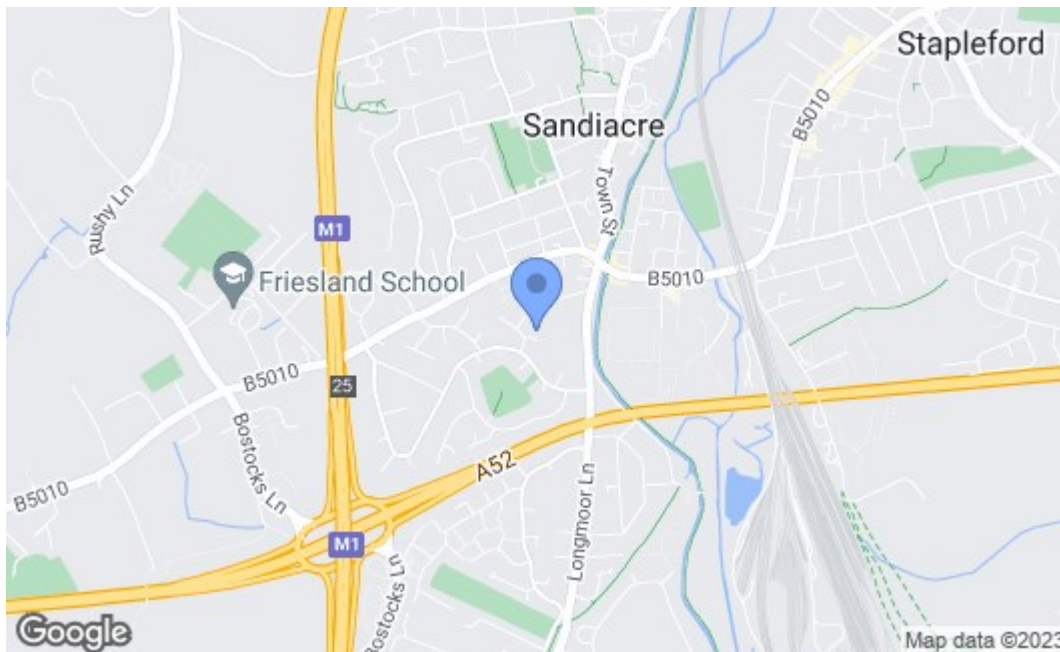 Stapleford
Sandiacre
B5010
Town St
Rushy Ln
M1
Friesland School
B5010
25
B5010
Bostocks Ln
A52
B5010
Longmoor Ln
M1
Bostocks Ln
Google
Map data ©2023